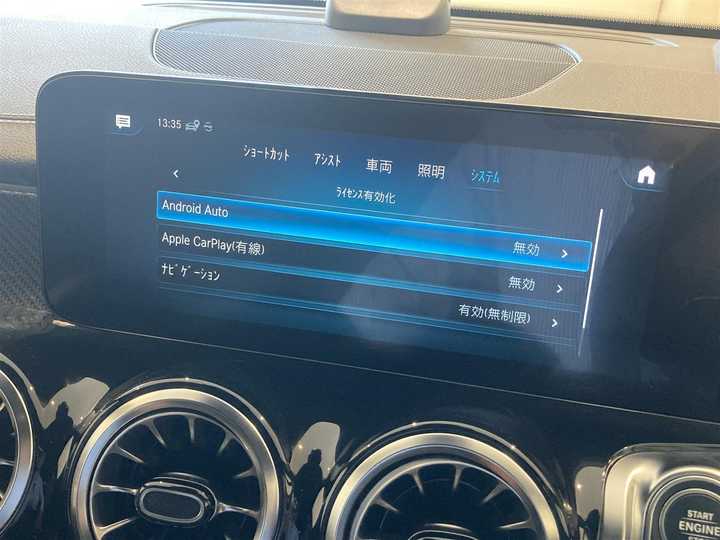 13:35
ショートカット アシスト 車両 照明 システム
ライセンス有効化
Android Auto 無効
Apple CarPlay(有線) 無効
ナビゲーション 有効(無制限)
START
ENGINE